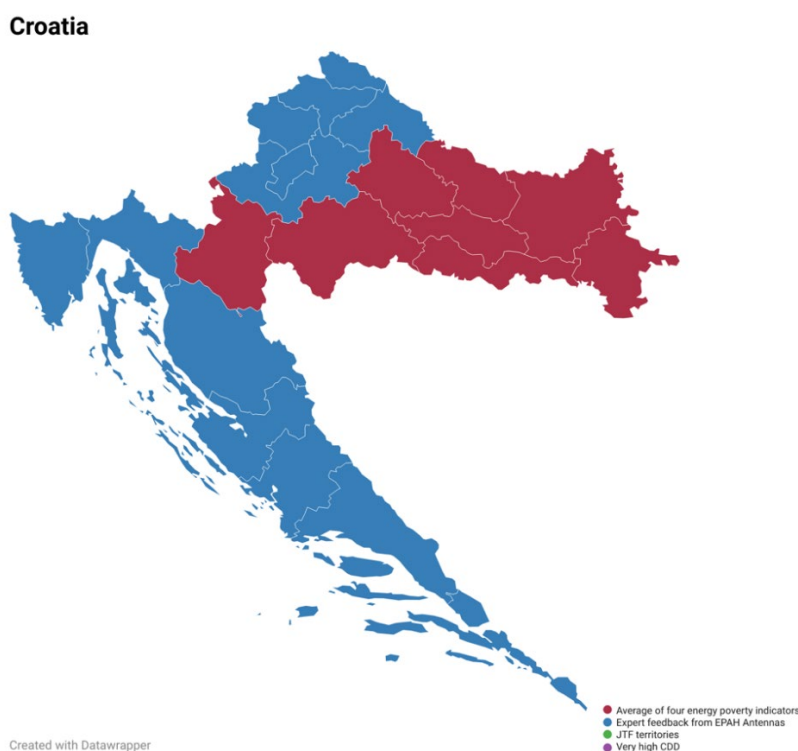 Croatia
Average of four energy poverty indicators
Expert feedback from EPAH Antennas
JTF territories
Very high CDD
Created with Datawrapper